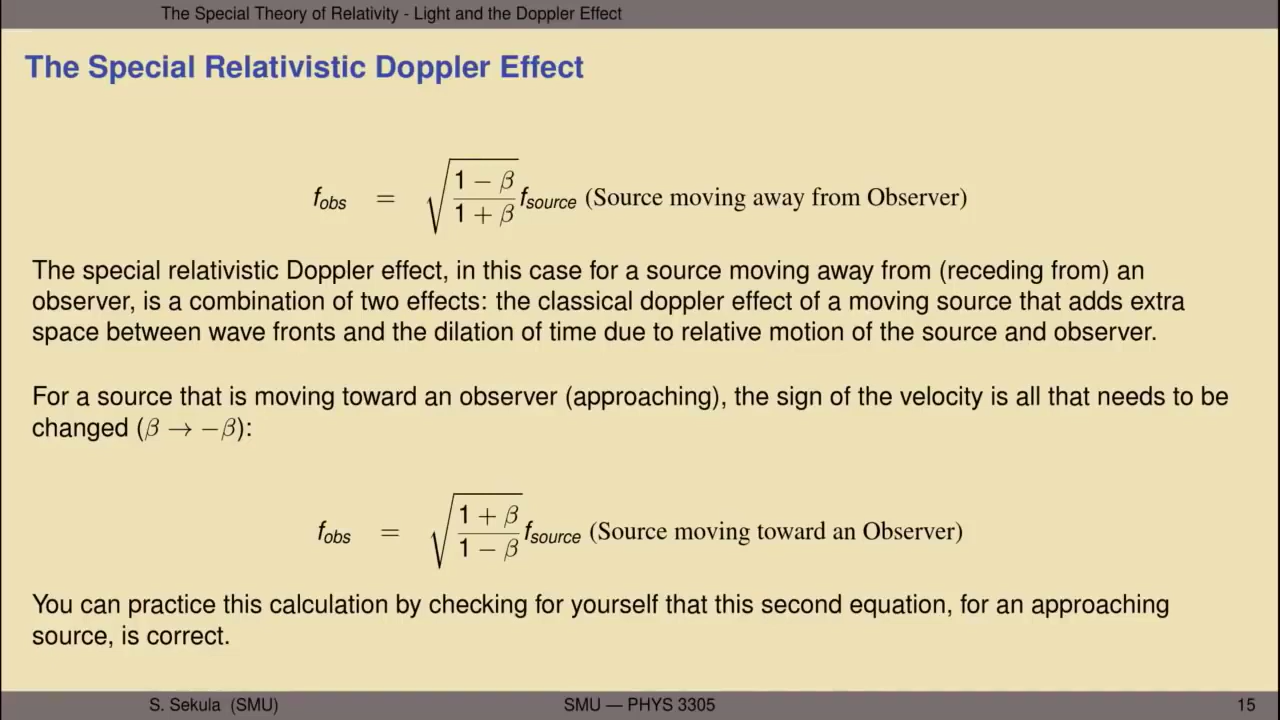 The Special Theory of Relativity - Light and the Doppler Effect
The Special Relativistic Doppler Effect
f_obs = √((1 − β)/(1 + β)) f_source (Source moving away from Observer)
The special relativistic Doppler effect, in this case for a source moving away from (receding from) an
observer, is a combination of two effects: the classical doppler effect of a moving source that adds extra
space between wave fronts and the dilation of time due to relative motion of the source and observer.
For a source that is moving toward an observer (approaching), the sign of the velocity is all that needs to be
changed (β → −β):
f_obs = √((1 + β)/(1 − β)) f_source (Source moving toward an Observer)
You can practice this calculation by checking for yourself that this second equation, for an approaching
source, is correct.
S. Sekula (SMU) SMU — PHYS 3305 15